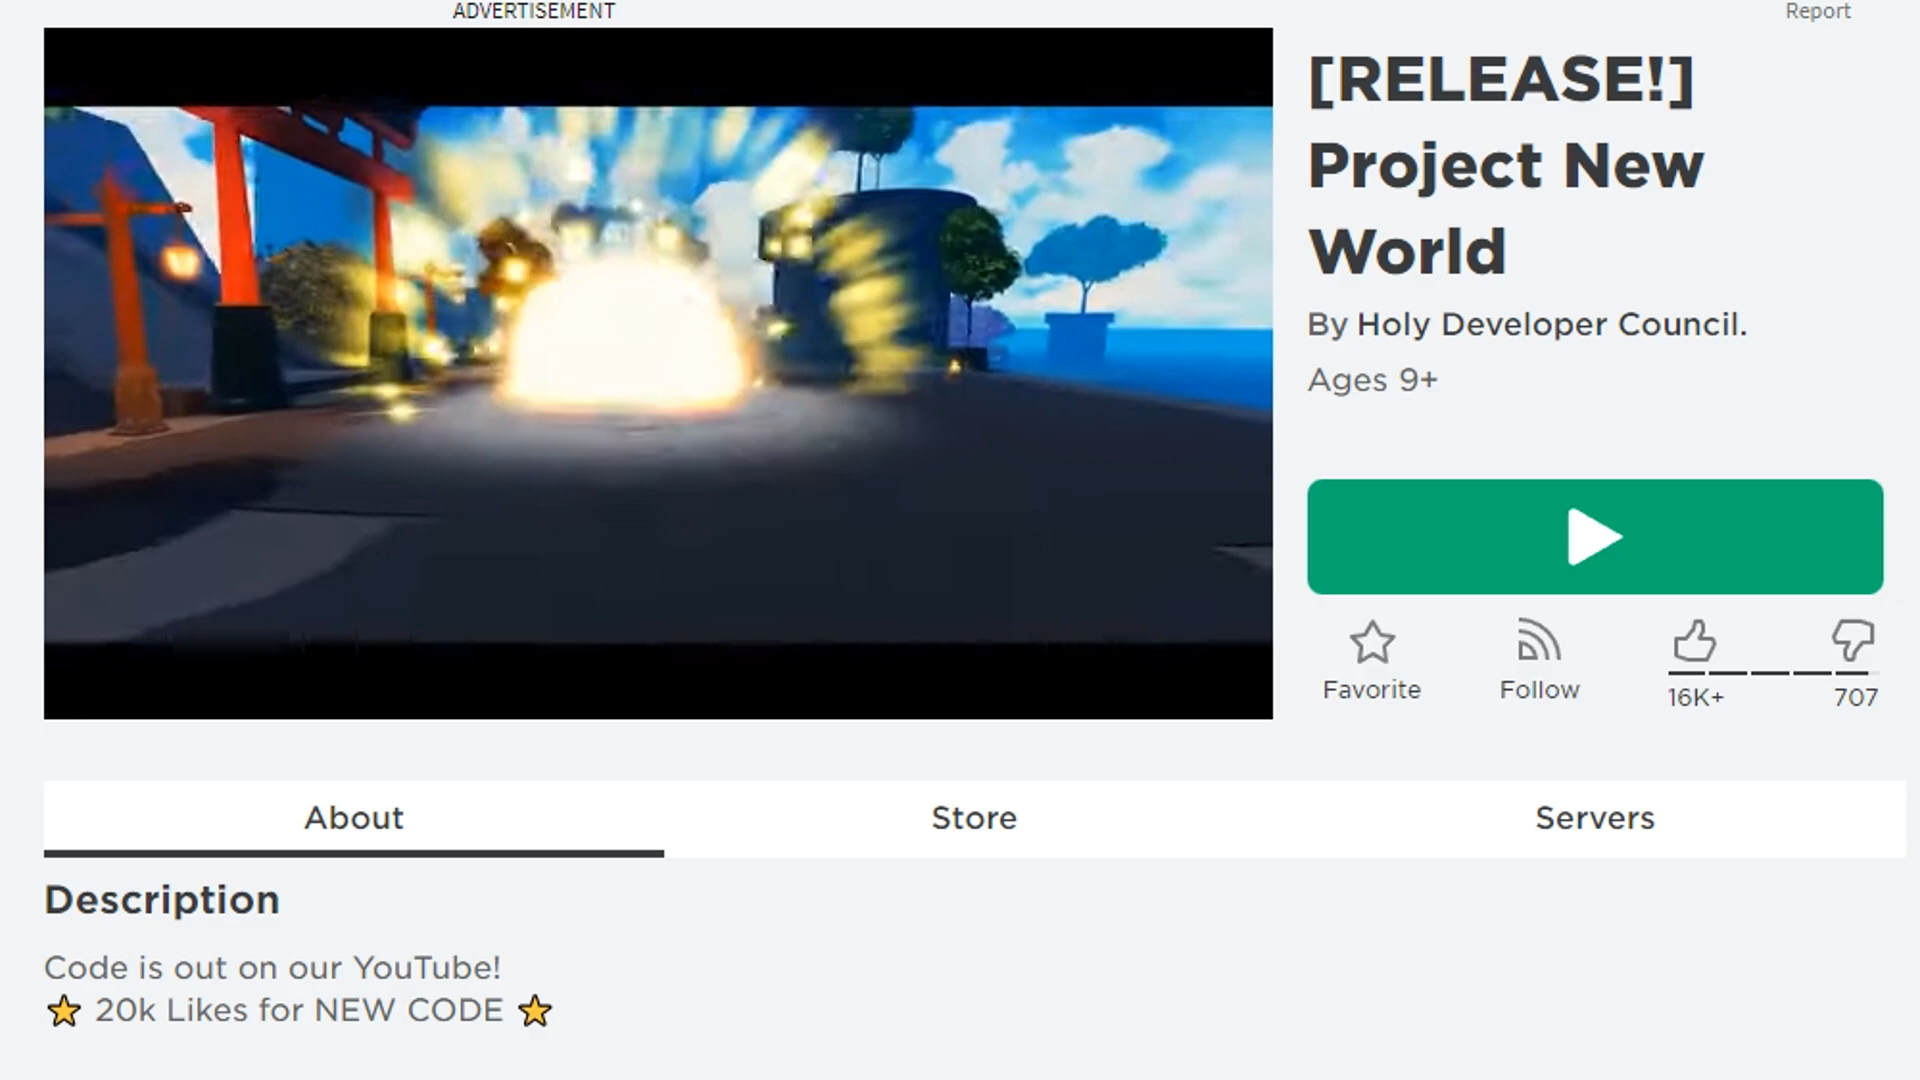 ADVERTISEMENT
Report
[RELEASE!]
Project New
World
By Holy Developer Council.
Ages 9+
Favorite
Follow
16K+
707
About
Store
Servers
Description
Code is out on our YouTube!
⭐ 20k Likes for NEW CODE ⭐